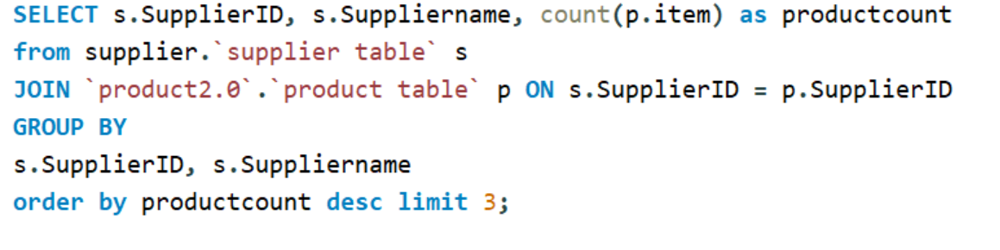 SELECT s.SupplierID, s.Suppliername, count(p.item) as productcount
from supplier.`supplier table` s
JOIN `product2.0`.`product table` p ON s.SupplierID = p.SupplierID
GROUP BY
s.SupplierID, s.Suppliername
order by productcount desc limit 3;